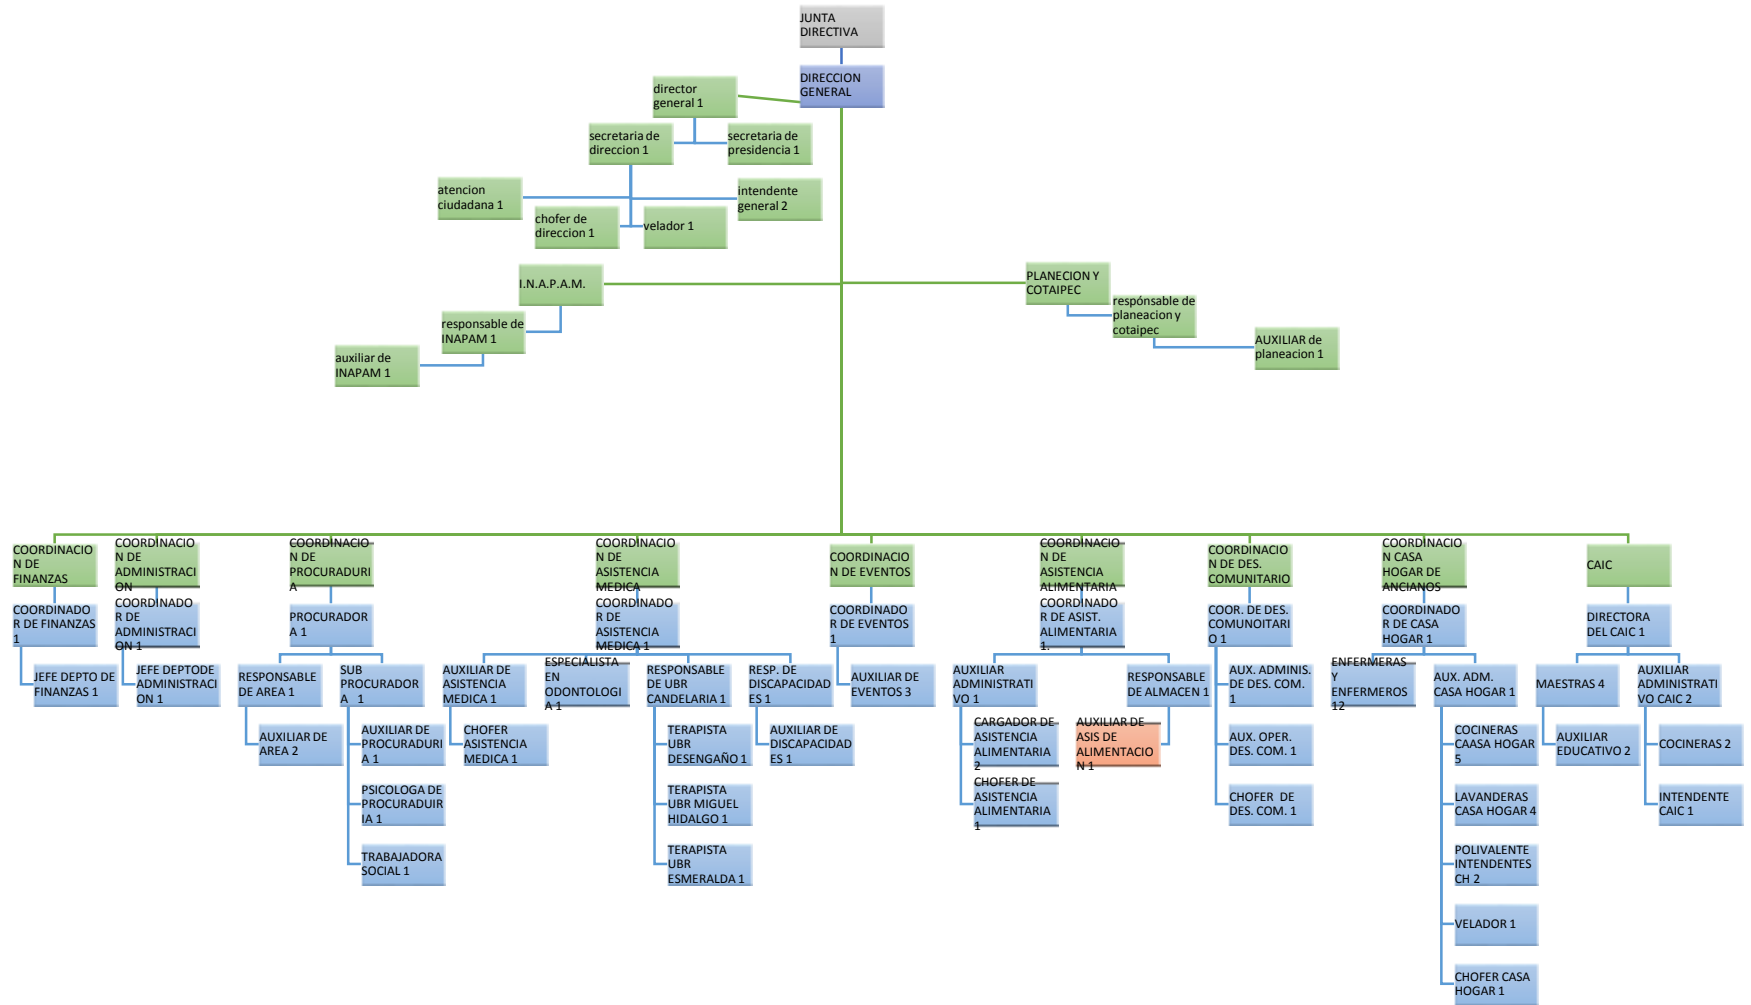 JUNTA
DIRECTIVA
DIRECCION
GENERAL
director
general 1
secretaria de
direccion 1
secretaria de
presidencia 1
atencion
ciudadana 1
intendente
general 2
chofer de
direccion 1
velador 1
I.N.A.P.A.M.
responsable de
INAPAM 1
auxiliar de
INAPAM 1
PLANECION Y
COTAIPEC
respónsable de
planeacion y
cotaipec
AUXILIAR de
planeacion 1
COORDINACIO
N DE
FINANZAS
COORDINACIO
N DE
ADMINISTRACI
ON
COORDINACIO
N DE
PROCURADURI
A
COORDINACIO
N DE
ASISTENCIA
MEDICA
COORDINACIO
N DE EVENTOS
COORDINACIO
N DE
ASISTENCIA
ALIMENTARIA
COORDINACIO
N DE DES.
COMUNITARIO
COORDINACIO
N CASA
HOGAR DE
ANCIANOS
CAIC
COORDINADO
R DE FINANZAS
1
COORDINADO
R DE
ADMINISTRACI
ON 1
PROCURADOR
A 1
COORDINADO
R DE
ASISTENCIA
MEDICA 1
COORDINADO
R DE EVENTOS
1
COORDINADO
R DE ASIST.
ALIMENTARIA
1.
COOR. DE DES.
COMUNOITARI
O 1
COORDINADO
R DE CASA
HOGAR 1
DIRECTORA
DEL CAIC 1
JEFE DEPTO DE
FINANZAS 1
JEFE DEPTODE
ADMINISTRACI
ON 1
RESPONSABLE
DE AREA 1
SUB
PROCURADOR
A 1
AUXILIAR DE
ASISTENCIA
MEDICA 1
ESPECIALISTA
EN
ODONTOLOGI
A 1
RESPONSABLE
DE UBR
CANDELARIA 1
RESP. DE
DISCAPACIDAD
ES 1
AUXILIAR DE
EVENTOS 3
AUXILIAR
ADMINISTRATI
VO 1
RESPONSABLE
DE ALMACEN 1
AUX. ADMINIS.
DE DES. COM.
1
ENFERMERAS
Y
ENFERMEROS
12
AUX. ADM.
CASA HOGAR 1
MAESTRAS 4
AUXILIAR
ADMINISTRATI
VO CAIC 2
AUXILIAR DE
AREA 2
AUXILIAR DE
PROCURADURI
A 1
CHOFER
ASISTENCIA
MEDICA 1
TERAPISTA
UBR
DESENGAÑO 1
AUXILIAR DE
DISCAPACIDAD
ES 1
CARGADOR DE
ASISTENCIA
ALIMENTARIA
2
AUXILIAR DE
ASIS DE
ALIMENTACIO
N 1
AUX. OPER.
DES. COM. 1
COCINERAS
CAASA HOGAR
5
AUXILIAR
EDUCATIVO 2
COCINERAS 2
PSICOLOGA DE
PROCURADUIR
IA 1
TERAPISTA
UBR MIGUEL
HIDALGO 1
CHOFER DE
ASISTENCIA
ALIMENTARIA
1
CHOFER DE
DES. COM. 1
LAVANDERAS
CASA HOGAR 4
INTENDENTE
CAIC 1
TRABAJADORA
SOCIAL 1
TERAPISTA
UBR
ESMERALDA 1
POLIVALENTE
INTENDENTES
CH 2
VELADOR 1
CHOFER CASA
HOGAR 1